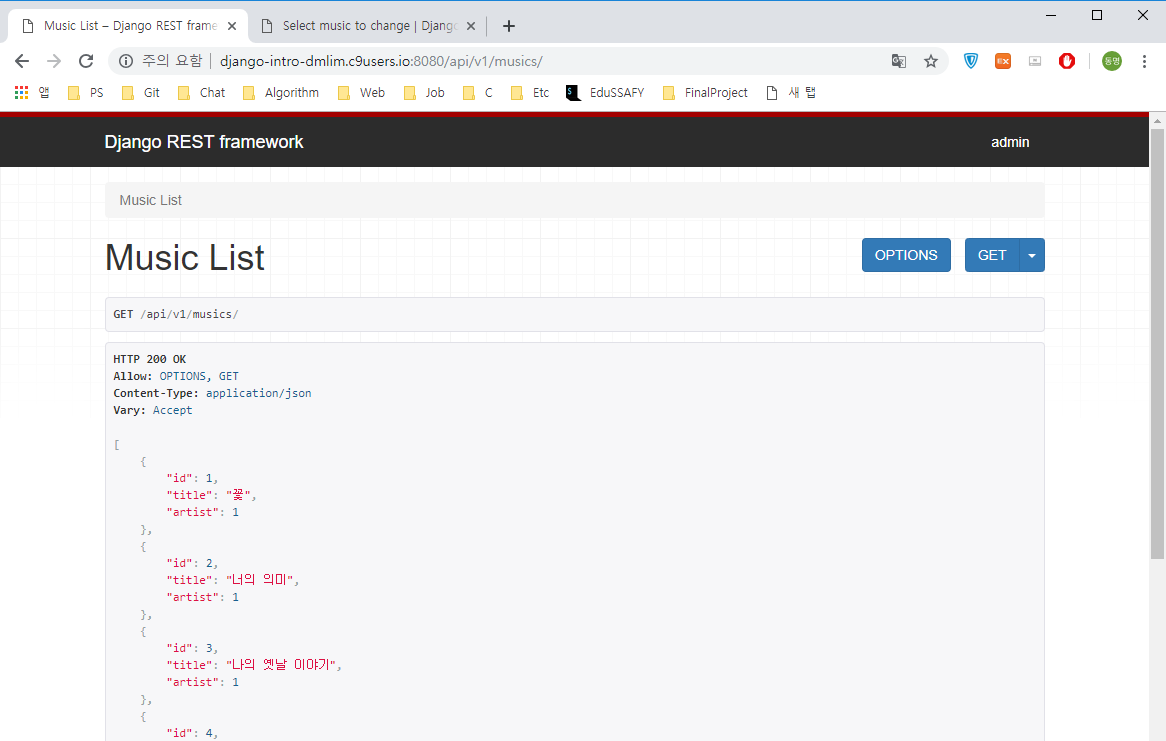 Music List – Django REST frame
Select music to change | Django
주의 요함 | django-intro-dmlim.c9users.io:8080/api/v1/musics/
동명
앱 PS Git Chat Algorithm Web Job C Etc EduSSAFY FinalProject 새 탭
Django REST framework admin
Music List
Music List OPTIONS GET
GET /api/v1/musics/
HTTP 200 OK
Allow: OPTIONS, GET
Content-Type: application/json
Vary: Accept
[
{
"id": 1,
"title": "꽃",
"artist": 1
},
{
"id": 2,
"title": "너의 의미",
"artist": 1
},
{
"id": 3,
"title": "나의 옛날 이야기",
"artist": 1
},
{
"id": 4,